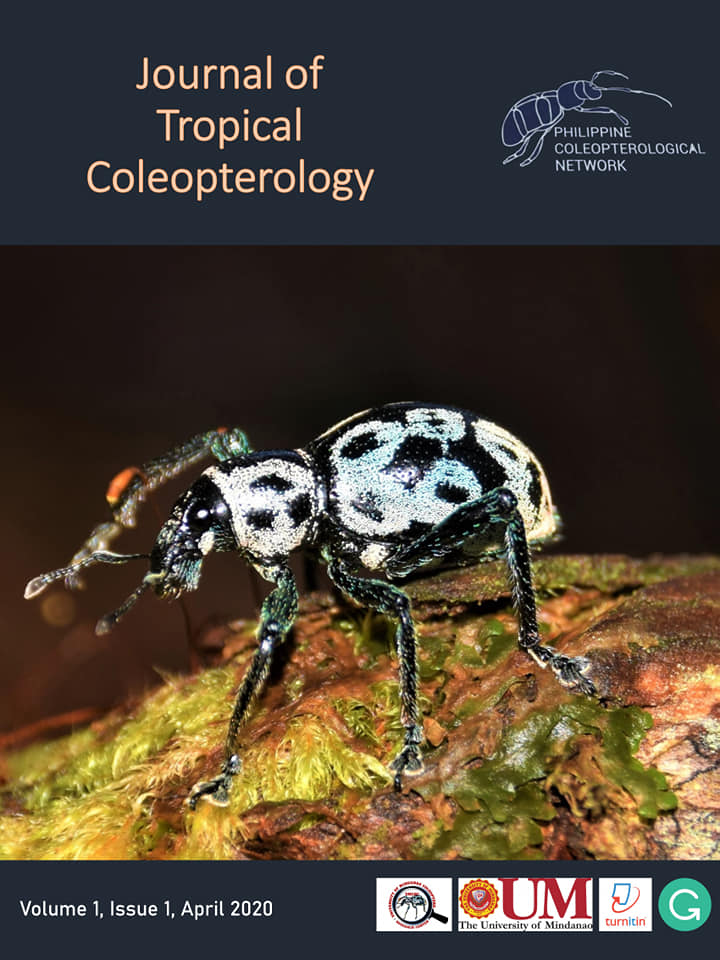 Journal of
Tropical
Coleopterology
PHILIPPINE
COLEOPTEROLOGICAL
NETWORK
Volume 1, Issue 1, April 2020
UM
The University of Mindanao
turnitin